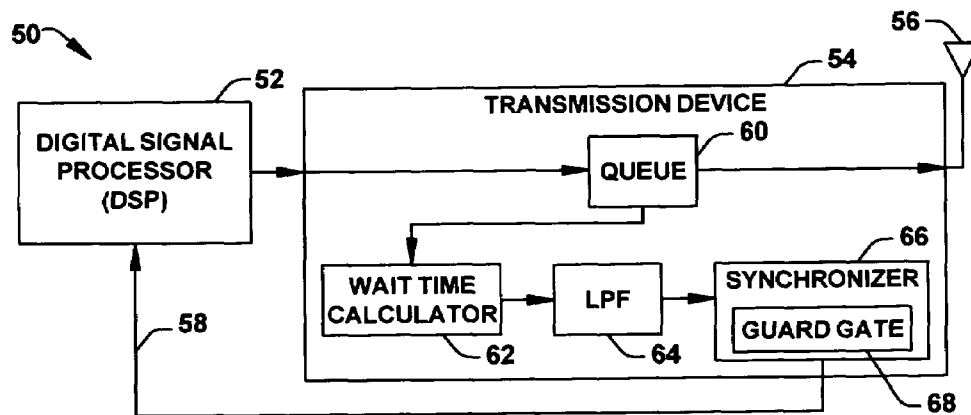 50
52
DIGITAL SIGNAL
PROCESSOR
(DSP)
54
56
TRANSMISSION DEVICE
60
QUEUE
58
WAIT TIME
CALCULATOR
62
LPF
64
66
SYNCHRONIZER
GUARD GATE
68